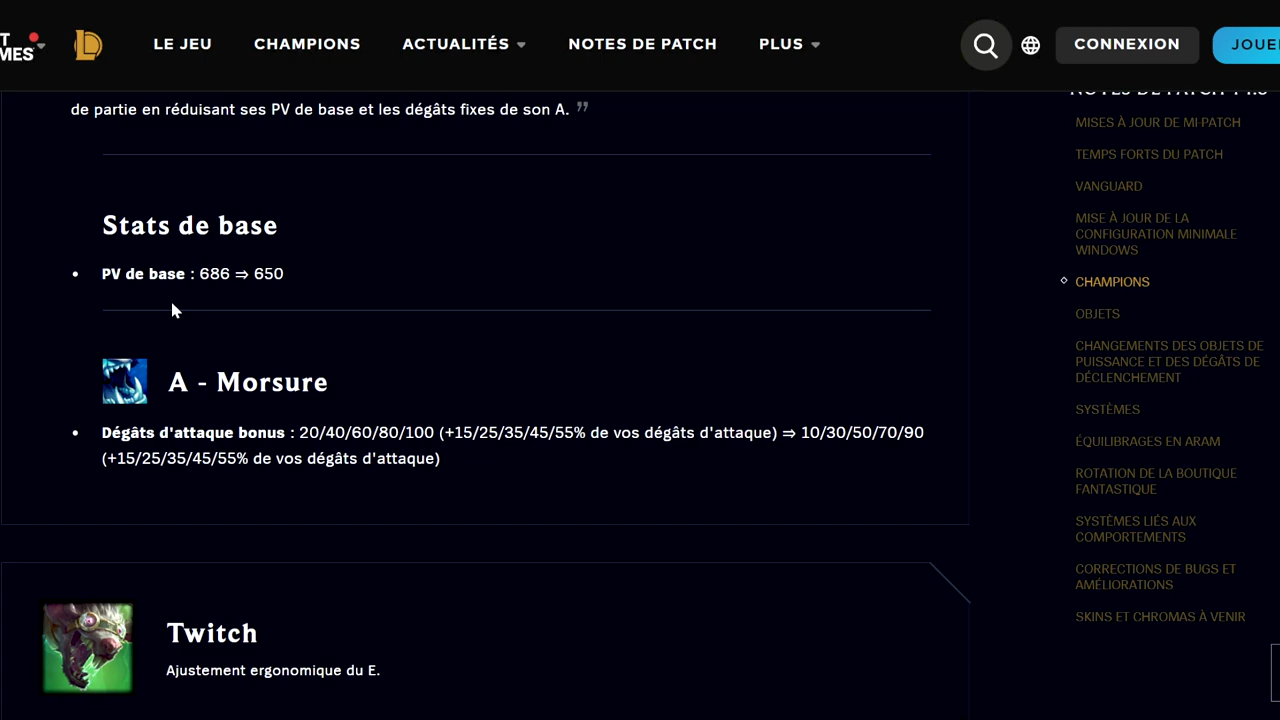 LE JEU
CHAMPIONS
ACTUALITÉS
NOTES DE PATCH
PLUS
CONNEXION
de partie en réduisant ses PV de base et les dégâts fixes de son A. ”
Stats de base
• PV de base : 686 ⇒ 650
A - Morsure
• Dégâts d'attaque bonus : 20/40/60/80/100 (+15/25/35/45/55% de vos dégâts d'attaque) ⇒ 10/30/50/70/90
(+15/25/35/45/55% de vos dégâts d'attaque)
Twitch
Ajustement ergonomique du E.
MISES À JOUR DE MI-PATCH
TEMPS FORTS DU PATCH
VANGUARD
MISE À JOUR DE LA
CONFIGURATION MINIMALE
WINDOWS
CHAMPIONS
OBJETS
CHANGEMENTS DES OBJETS DE
PUISSANCE ET DES DÉGÂTS DE
DÉCLENCHEMENT
SYSTÈMES
ÉQUILIBRAGES EN ARAM
ROTATION DE LA BOUTIQUE
FANTASTIQUE
SYSTÈMES LIÉS AUX
COMPORTEMENTS
CORRECTIONS DE BUGS ET
AMÉLIORATIONS
SKINS ET CHROMAS À VENIR